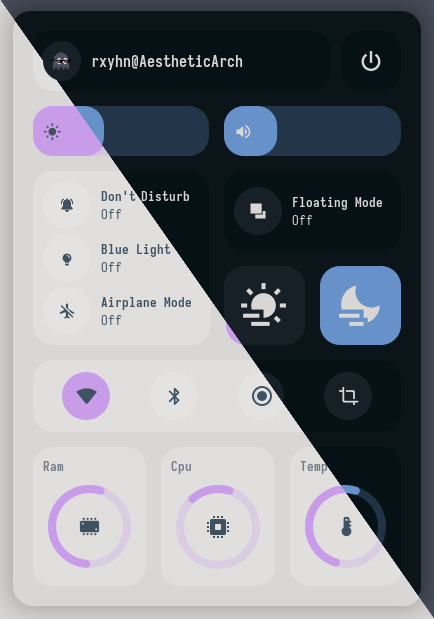 rxyhn@AestheticArch
Don't Disturb
Off
Blue Light
Off
Airplane Mode
Off
Floating Mode
Off
Ram
Cpu
Temp